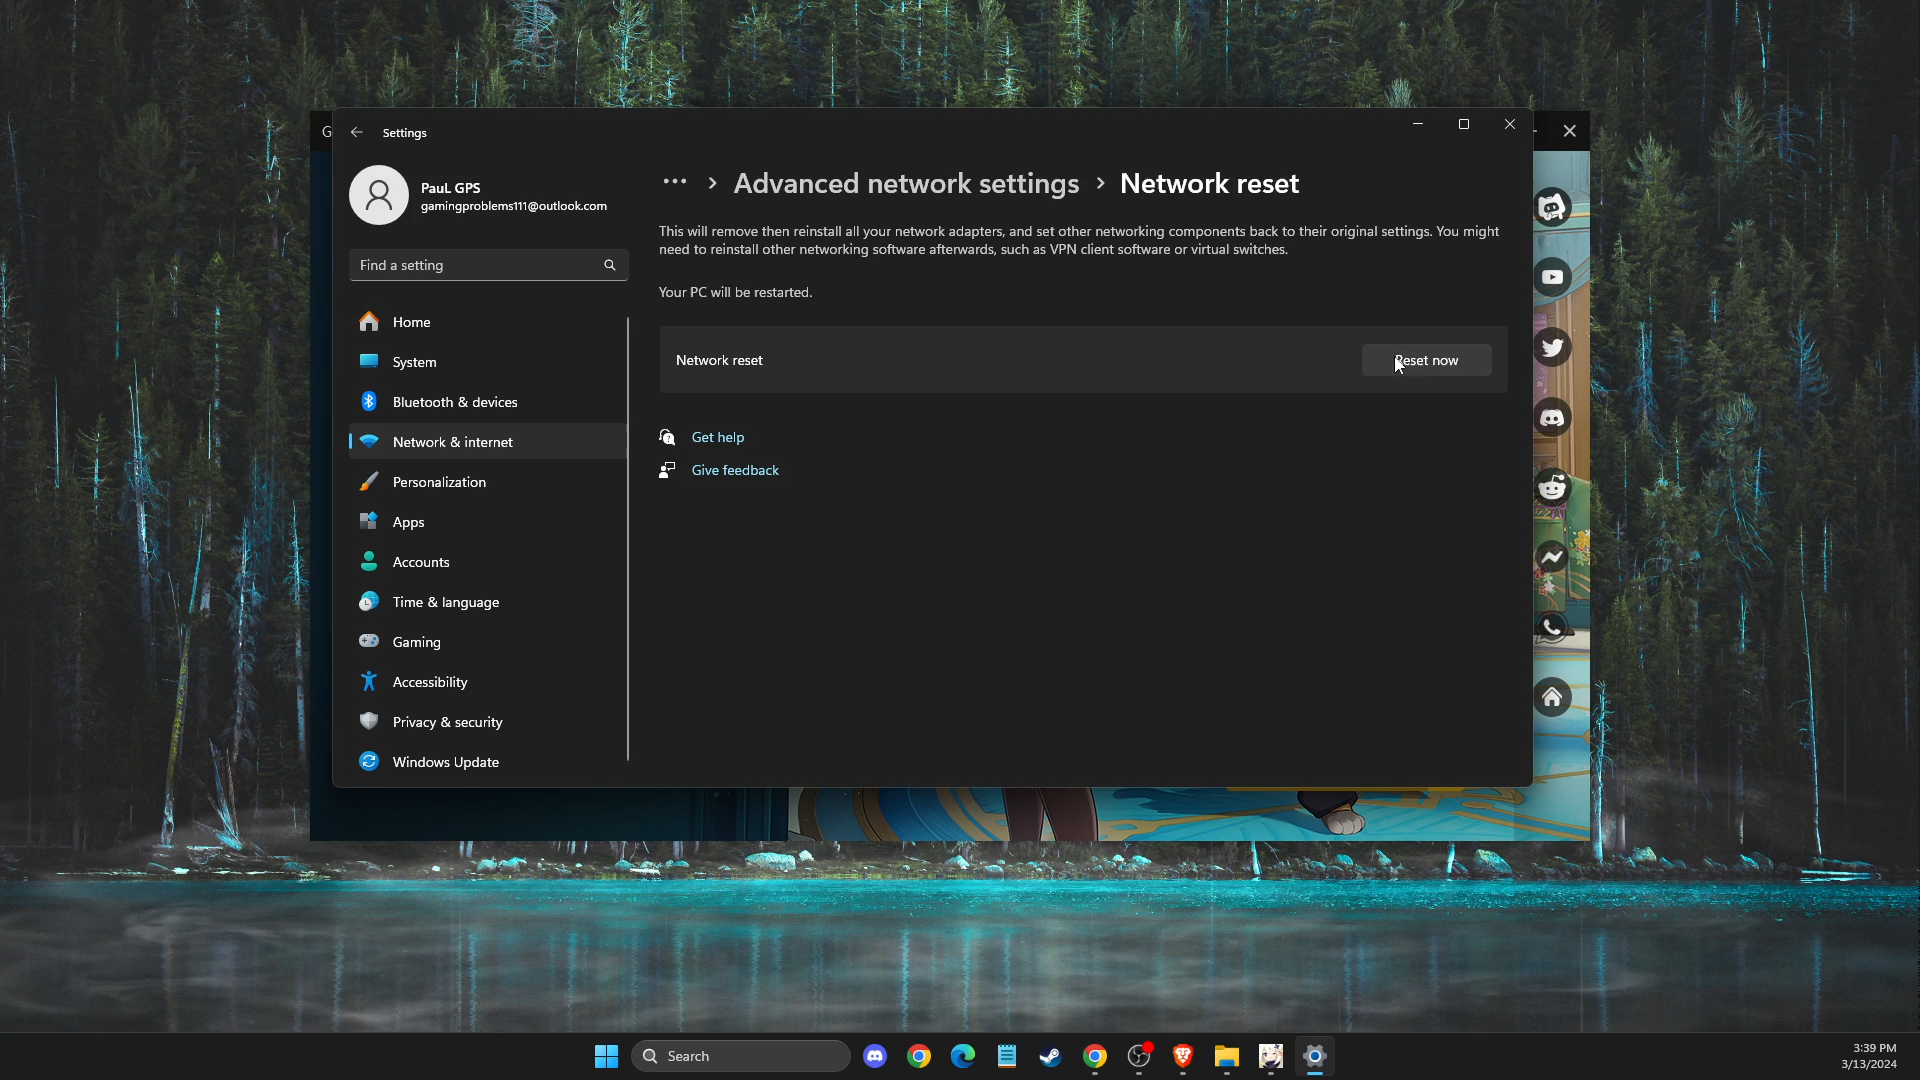 G
Settings
PauL GPS
gamingproblems111@outlook.com
Find a setting
Home
System
Bluetooth & devices
Network & internet
Personalization
Apps
Accounts
Time & language
Gaming
Accessibility
Privacy & security
Windows Update
··· > Advanced network settings > Network reset
This will remove then reinstall all your network adapters, and set other networking components back to their original settings. You might
need to reinstall other networking software afterwards, such as VPN client software or virtual switches.
Your PC will be restarted.
Network reset
Reset now
Get help
Give feedback
Search
3:39 PM
3/13/2024